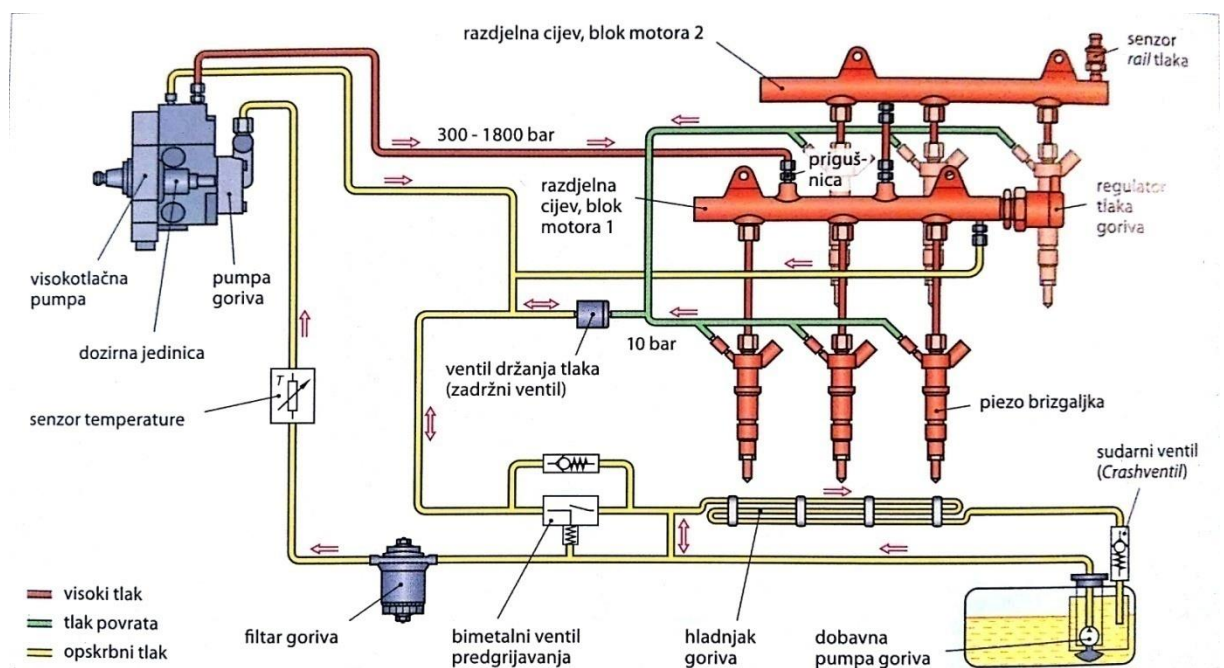 razdjelna cijev, blok motora 2
senzor
rail tlaka
300 - 1800 bar
priguš-
nica
razdjelna
cijev, blok
motora 1
regulator
tlaka
goriva
visokotlačna
pumpa
pumpa
goriva
dozirna jedinica
10 bar
ventil držanja tlaka
(zadržni ventil)
T
senzor temperature
piezo brizgaljka
sudarni ventil
(Crashventil)
visoki tlak
tlak povrata
opskrbni tlak
filtar goriva
bimetalni ventil
predgrijavanja
hladnjak
goriva
dobavna
pumpa goriva